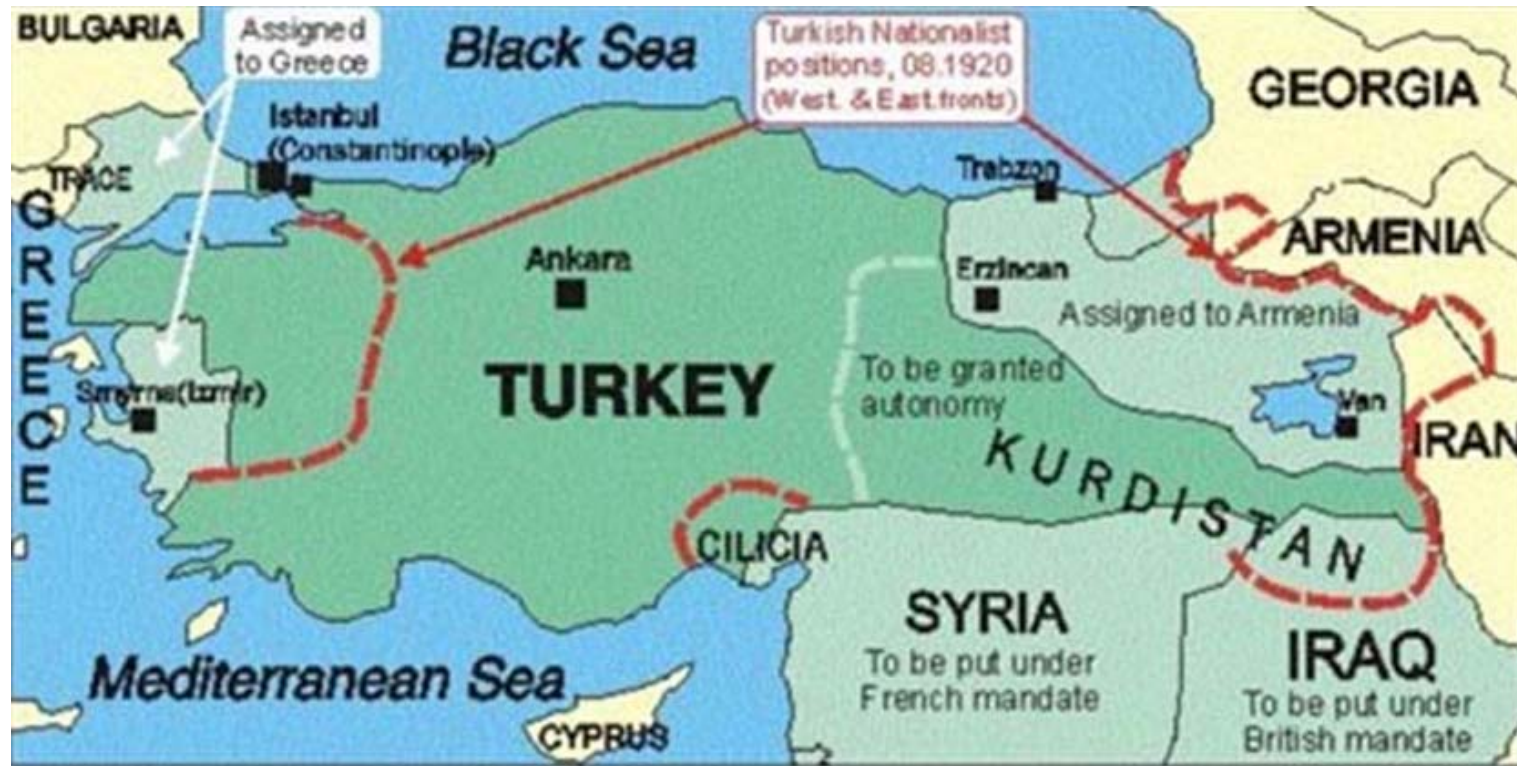 BULGARIA
Assigned
to Greece
Black Sea
Turkish Nationalist
positions, 08.1920
(West. & East.fronts)
GEORGIA
Istanbul
(Constantinople)
TRACE
Trabzon
GREECE
ARMENIA
Ankara
Erzincan
Assigned to Armenia
TURKEY
To be granted
autonomy
Smyrna(Izmir)
Van
IRAN
KURDISTAN
CILICIA
SYRIA
To be put under
French mandate
IRAQ
To be put under
British mandate
Mediterranean Sea
CYPRUS